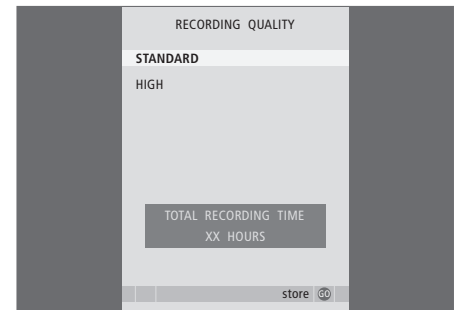 RECORDING QUALITY
STANDARD
HIGH
TOTAL RECORDING TIME
XX HOURS
store GO